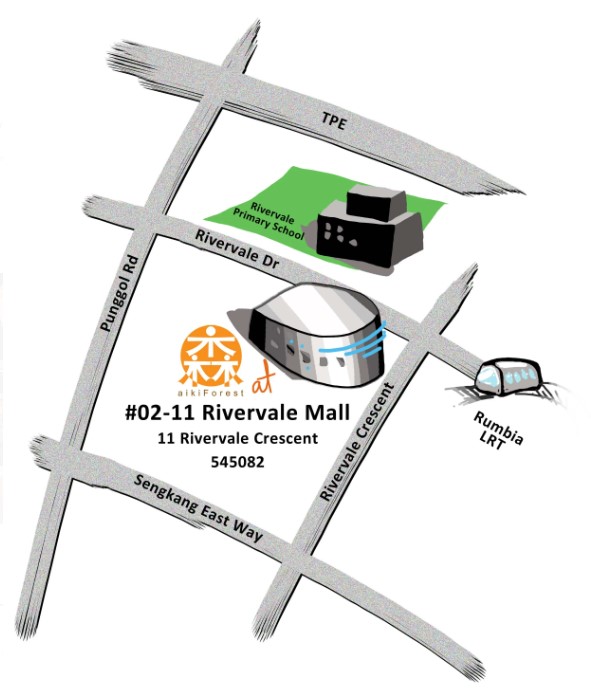 TPE
Rivervale
Primary School
Rivervale Dr
Punggol Rd
森
aikiForest
at
#02-11 Rivervale Mall
11 Rivervale Crescent
545082
Rivervale Crescent
Rumbia
LRT
Sengkang East Way